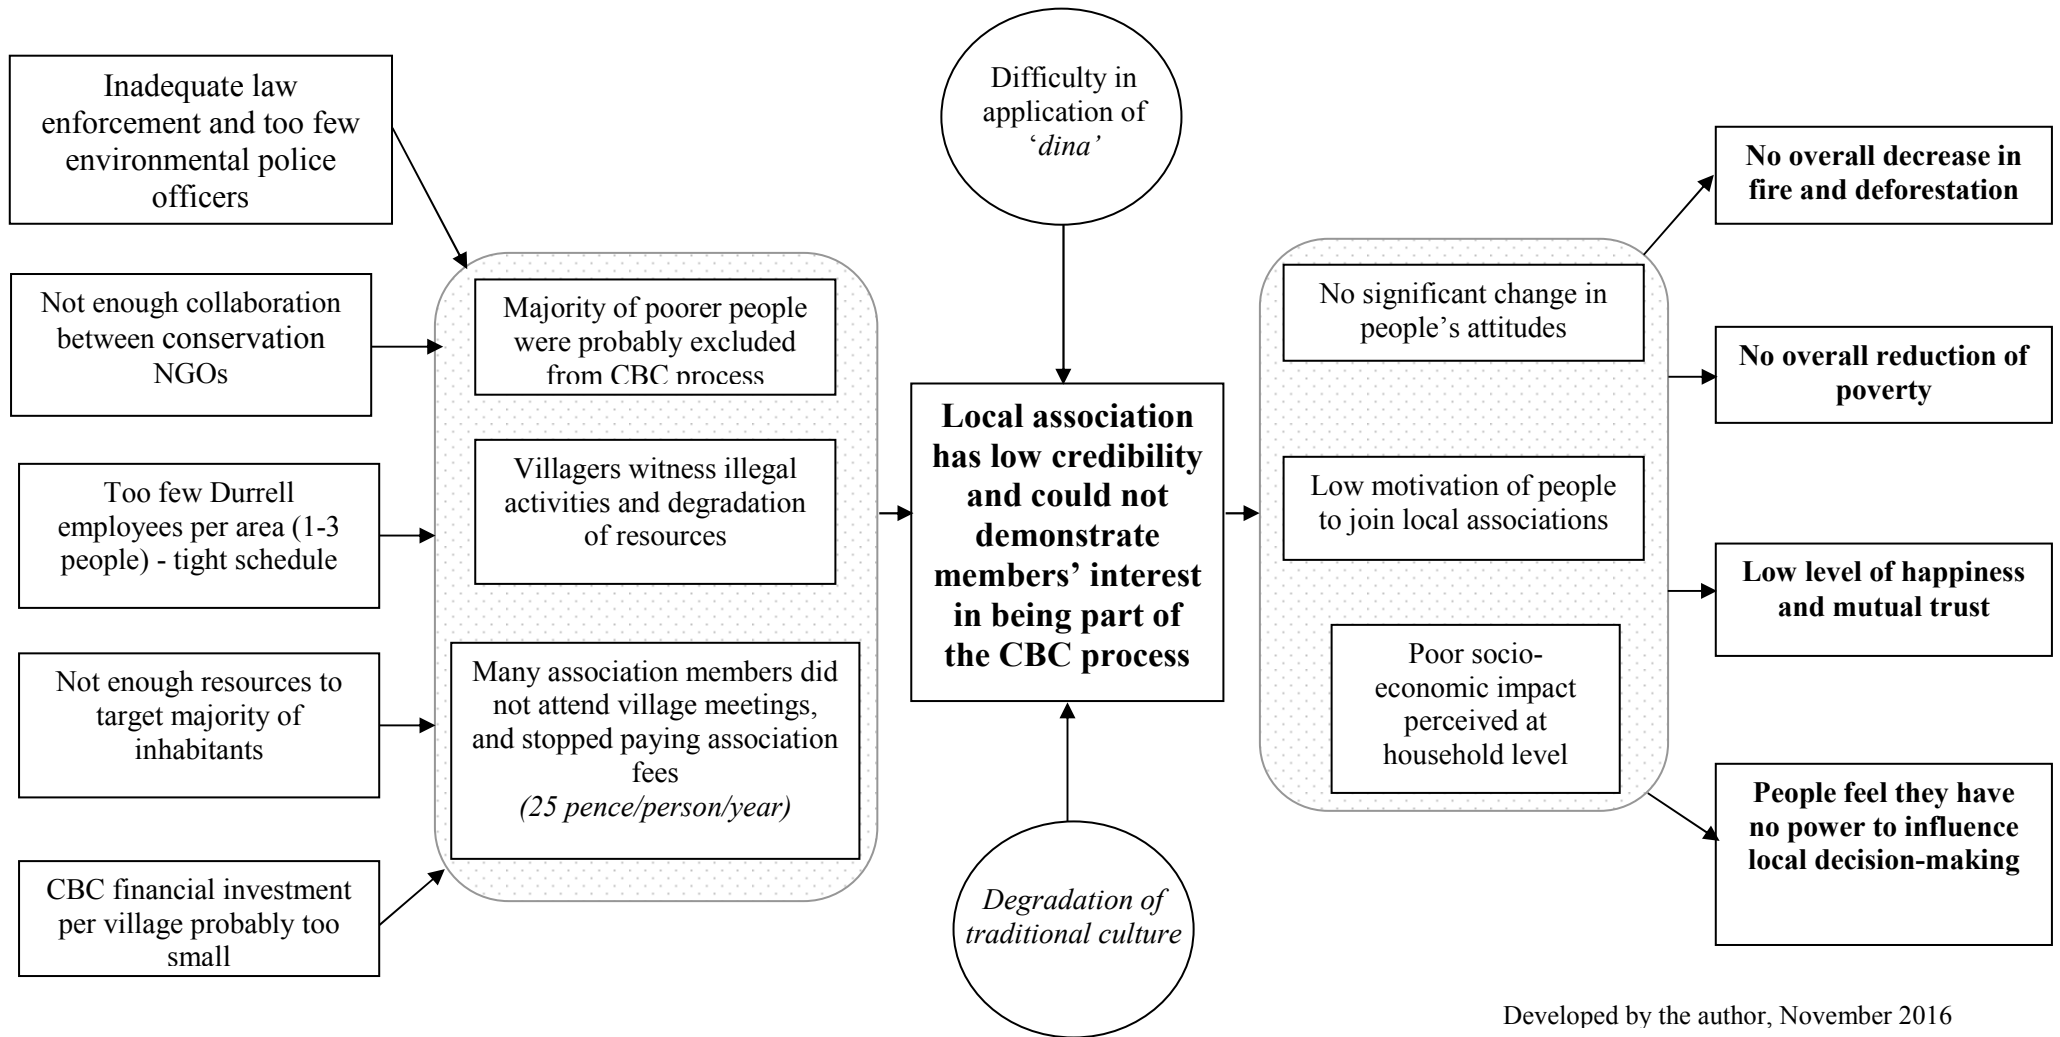 Inadequate law
enforcement and too few
environmental police
officers
Not enough collaboration
between conservation
NGOs
Too few Durrell
employees per area (1-3
people) - tight schedule
Not enough resources to
target majority of
inhabitants
CBC financial investment
per village probably too
small
Majority of poorer people
were probably excluded
from CBC process
Villagers witness illegal
activities and degradation
of resources
Many association members did
not attend village meetings,
and stopped paying association
fees
(25 pence/person/year)
Difficulty in
application of
‘dina’
Local association
has low credibility
and could not
demonstrate
members’ interest
in being part of
the CBC process
Degradation of
traditional culture
No significant change in
people’s attitudes
Low motivation of people
to join local associations
Poor socio-
economic impact
perceived at
household level
No overall decrease in
fire and deforestation
No overall reduction of
poverty
Low level of happiness
and mutual trust
People feel they have
no power to influence
local decision-making
Developed by the author, November 2016